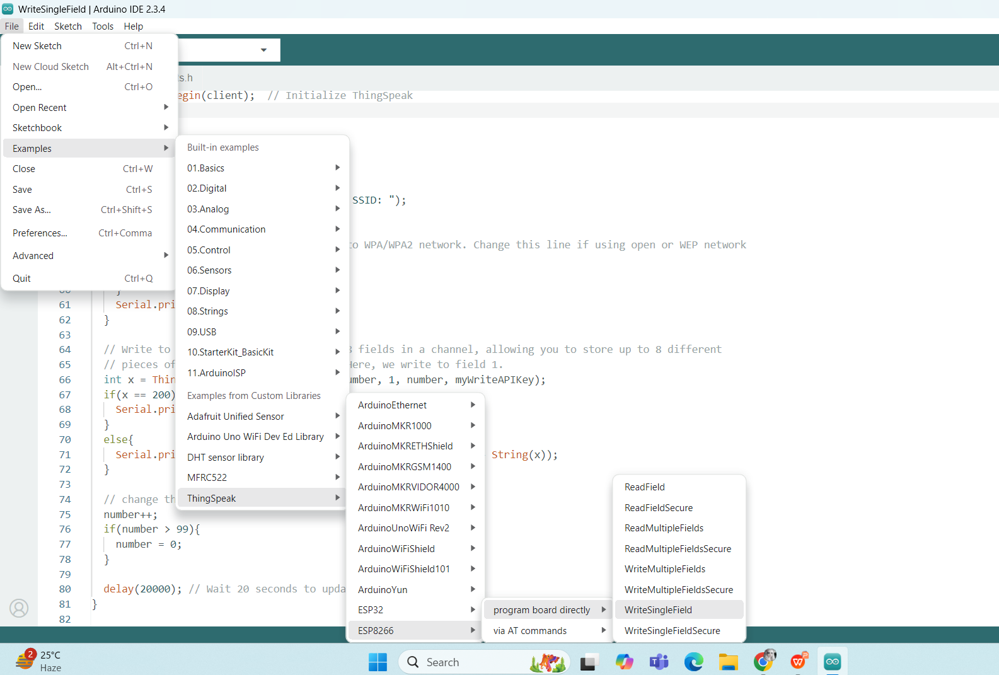 WriteSingleField | Arduino IDE 2.3.4
File Edit Sketch Tools Help
New Sketch Ctrl+N
New Cloud Sketch Alt+Ctrl+N
Open... Ctrl+O
Open Recent
Sketchbook
Examples
Close Ctrl+W
Save Ctrl+S
Save As... Ctrl+Shift+S
Preferences... Ctrl+Comma
Advanced
Quit Ctrl+Q
ts.h
egin(client); // Initialize ThingSpeak
SSID: ");
to WPA/WPA2 network. Change this line if using open or WEP network
Built-in examples
01.Basics
02.Digital
03.Analog
04.Communication
05.Control
06.Sensors
07.Display
08.Strings
09.USB
10.StarterKit_BasicKit
11.ArduinoISP
Examples from Custom Libraries
Adafruit Unified Sensor
Arduino Uno WiFi Dev Ed Library
DHT sensor library
MFRC522
ThingSpeak
ArduinoEthernet
ArduinoMKR1000
ArduinoMKRETHShield
ArduinoMKRGSM1400
ArduinoMKRVIDOR4000
ArduinoMKRWiFi1010
ArduinoUnoWiFi Rev2
ArduinoWiFiShield
ArduinoWiFiShield101
ArduinoYun
ESP32
ESP8266
program board directly
via AT commands
ReadField
ReadFieldSecure
ReadMultipleFields
ReadMultipleFieldsSecure
WriteMultipleFields
WriteMultipleFieldsSecure
WriteSingleField
WriteSingleFieldSecure
61 Serial.pri
62 }
63
64 // Write to fields in a channel, allowing you to store up to 8 different
65 // pieces of Here, we write to field 1.
66 int x = Thin umber, 1, number, myWriteAPIKey);
67 if(x == 200)
68 Serial.pri
69 }
70 else{
71 Serial.pri String(x));
72 }
73
74 // change th
75 number++;
76 if(number > 99){
77 number = 0;
78 }
79
80 delay(20000); // Wait 20 seconds to upda
81 }
82
2
25°C
Haze
Search